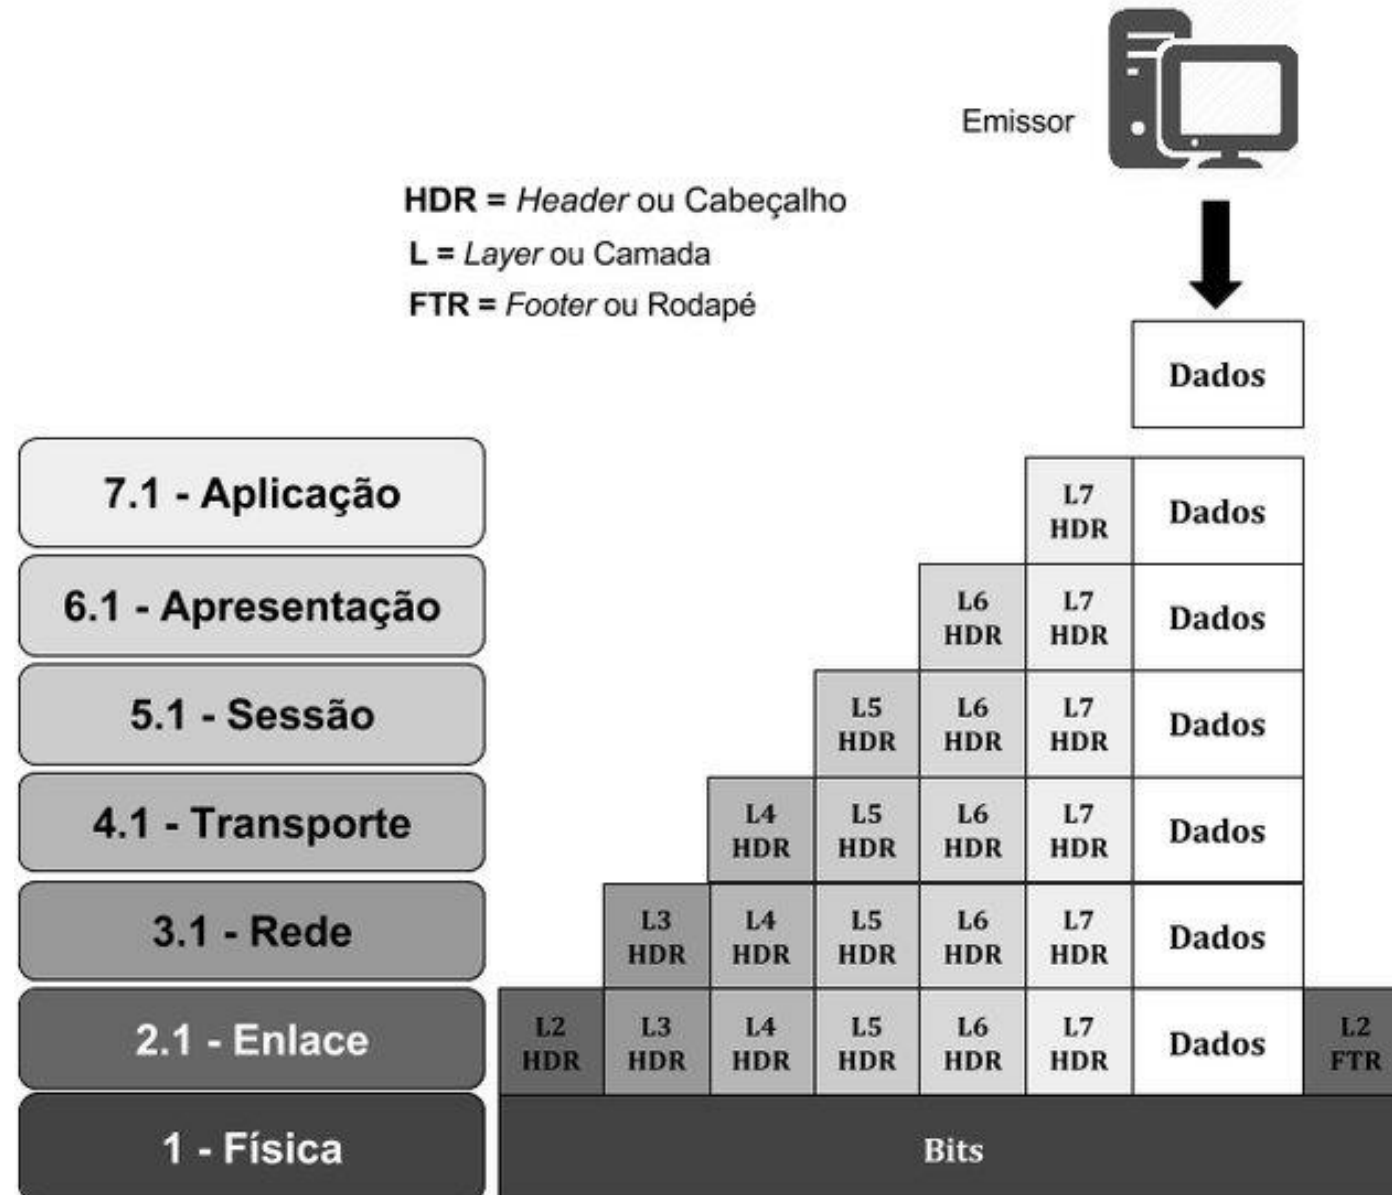 Emissor
HDR = Header ou Cabeçalho
L = Layer ou Camada
FTR = Footer ou Rodapé
Dados
7.1 - Aplicação
L7 HDR Dados
6.1 - Apresentação
L6 HDR L7 HDR Dados
5.1 - Sessão
L5 HDR L6 HDR L7 HDR Dados
4.1 - Transporte
L4 HDR L5 HDR L6 HDR L7 HDR Dados
3.1 - Rede
L3 HDR L4 HDR L5 HDR L6 HDR L7 HDR Dados
2.1 - Enlace
L2 HDR L3 HDR L4 HDR L5 HDR L6 HDR L7 HDR Dados L2 FTR
1 - Física
Bits